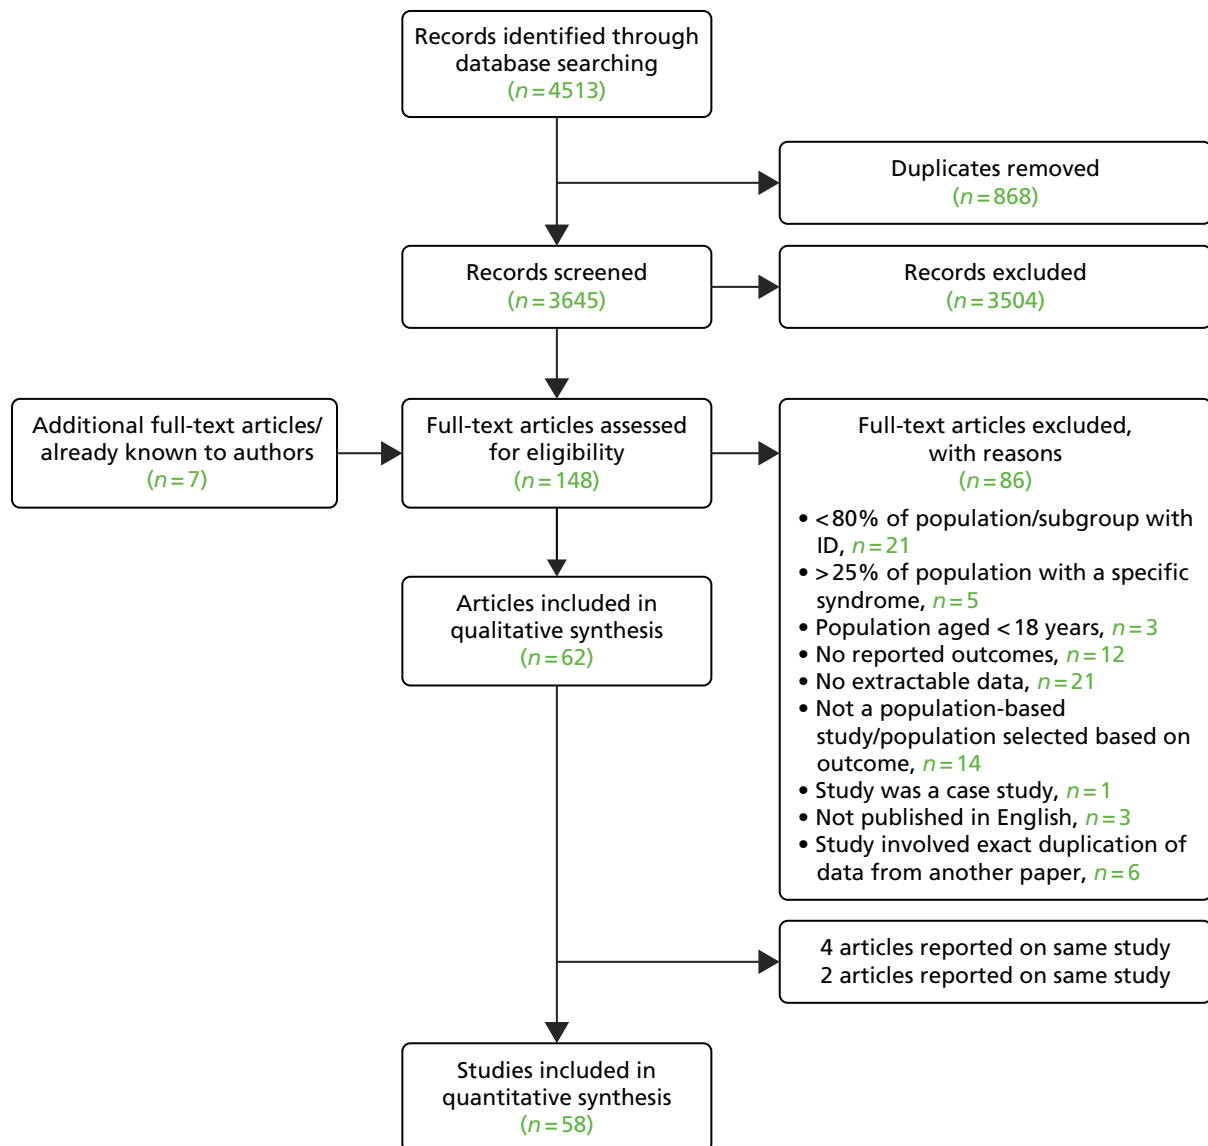 Records identified through
database searching
(n=4513)
Duplicates removed
(n=868)
Records screened
(n=3645)
Records excluded
(n=3504)
Additional full-text articles/
already known to authors
(n=7)
Full-text articles assessed
for eligibility
(n=148)
Full-text articles excluded,
with reasons
(n=86)
• <80% of population/subgroup with
ID, n=21
• >25% of population with a specific
syndrome, n=5
• Population aged <18 years, n=3
• No reported outcomes, n=12
• No extractable data, n=21
• Not a population-based
study/population selected based on
outcome, n=14
• Study was a case study, n=1
• Not published in English, n=3
• Study involved exact duplication of
data from another paper, n=6
Articles included in
qualitative synthesis
(n=62)
4 articles reported on same study
2 articles reported on same study
Studies included in
quantitative synthesis
(n=58)